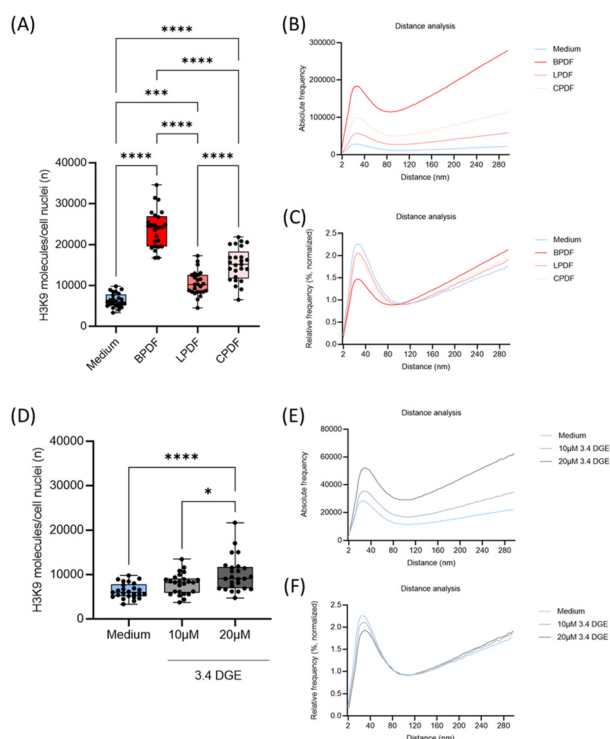 (A)
****
****
***
****
****
****
H3K9 molecules/cell nuclei (n)
40000
30000
20000
10000
0
Medium
BPDF
LPDF
CPDF
(B)
Distance analysis
Absolute frequency
300000
200000
100000
0
2 40 80 120 160 200 240 280
Distance (nm)
Medium
BPDF
LPDF
CPDF
(C)
Distance analysis
Relative frequency (%, normalized)
2.5
2.0
1.5
1.0
0.5
0.0
2 40 80 120 160 200 240 280
Distance (nm)
Medium
BPDF
LPDF
CPDF
(D)
****
*
H3K9 molecules/cell nuclei (n)
40000
30000
20000
10000
0
Medium 10µM 20µM
3.4 DGE
(E)
Distance analysis
Absolute frequency
80000
60000
40000
20000
0
2 40 80 120 160 200 240 280
Distance (nm)
Medium
10µM 3.4 DGE
20µM 3.4 DGE
(F)
Distance analysis
Relative frequency (%, normalized)
2.5
2.0
1.5
1.0
0.5
0.0
2 40 80 120 160 200 240 280
Distance (nm)
Medium
10µM 3.4 DGE
20µM 3.4 DGE